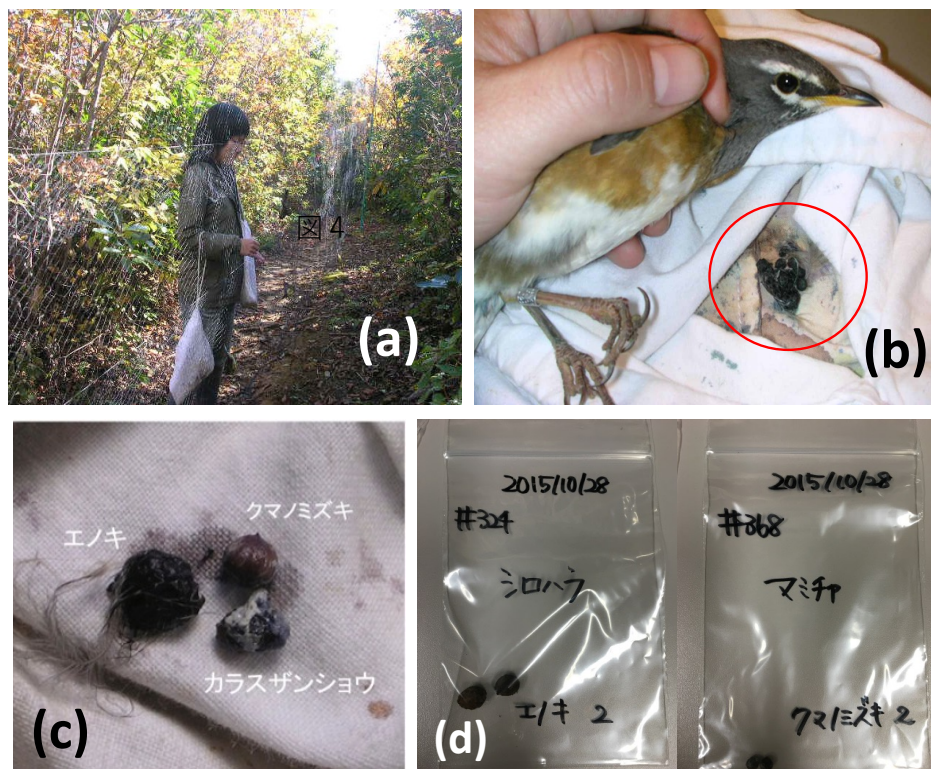 図 4
(a)
(b)
エノキ
クマノミズキ
カラスザンショウ
(c)
2015/10/28
#324
シロハラ
エノキ 2
(d)
2015/10/28
#368
マミチャ
クマノミズキ 2